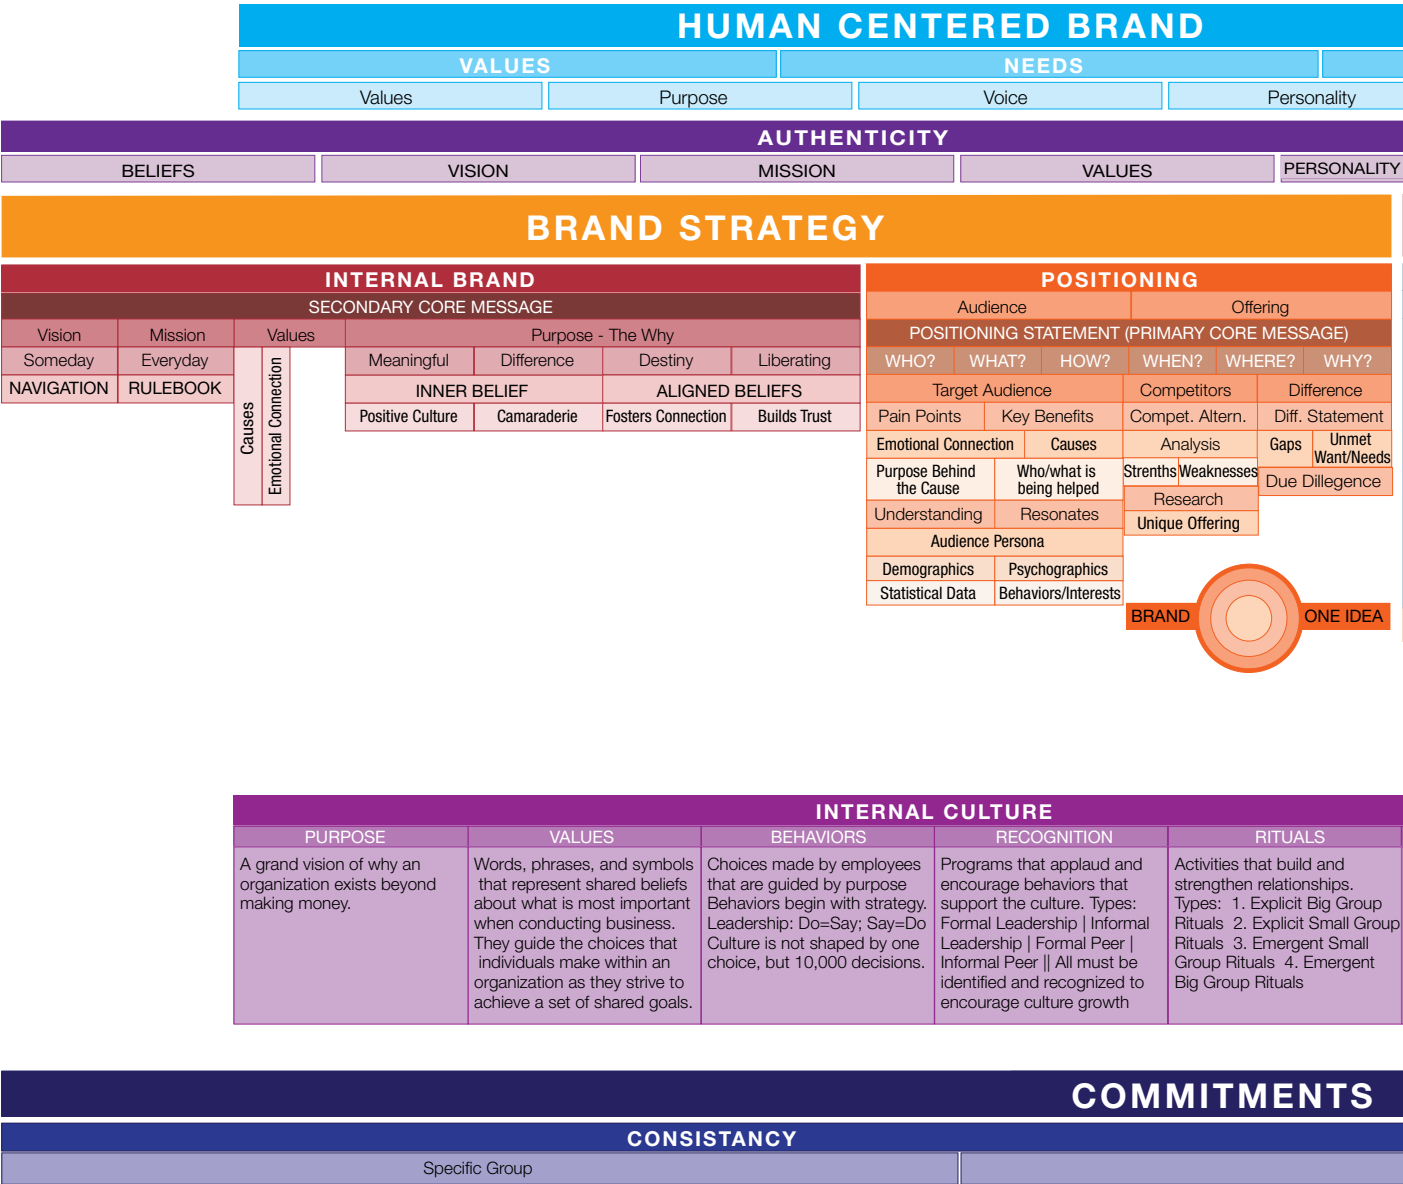 HUMAN CENTERED BRAND
VALUES NEEDS
Values Purpose Voice Personality
AUTHENTICITY
BELIEFS VISION MISSION VALUES PERSONALITY
BRAND STRATEGY
INTERNAL BRAND
SECONDARY CORE MESSAGE
Vision Mission Values Purpose - The Why
Someday Everyday Meaningful Difference Destiny Liberating
NAVIGATION RULEBOOK INNER BELIEF ALIGNED BELIEFS
Causes
Emotional Connection
Positive Culture Camaraderie Fosters Connection Builds Trust
POSITIONING
Audience Offering
POSITIONING STATEMENT (PRIMARY CORE MESSAGE)
WHO? WHAT? HOW? WHEN? WHERE? WHY?
Target Audience Competitors Difference
Pain Points Key Benefits Compet. Altern. Diff. Statement
Emotional Connection Causes Analysis Gaps Unmet
Want/Needs
Purpose Behind
the Cause
Who/what is
being helped
Strenths Weaknesses
Due Dillegence
Research
Understanding Resonates
Unique Offering
Audience Persona
Demographics Psychographics
Statistical Data Behaviors/Interests
BRAND ONE IDEA
INTERNAL CULTURE
PURPOSE VALUES BEHAVIORS RECOGNITION RITUALS
A grand vision of why an
organization exists beyond
making money.
Words, phrases, and symbols
that represent shared beliefs
about what is most important
when conducting business.
They guide the choices that
individuals make within an
organization as they strive to
achieve a set of shared goals.
Choices made by employees
that are guided by purpose
Behaviors begin with strategy.
Leadership: Do=Say; Say=Do
Culture is not shaped by one
choice, but 10,000 decisions.
Programs that applaud and
encourage behaviors that
support the culture. Types:
Formal Leadership | Informal
Leadership | Formal Peer |
Informal Peer || All must be
identified and recognized to
encourage culture growth
Activities that build and
strengthen relationships.
Types: 1. Explicit Big Group
Rituals 2. Explicit Small Group
Rituals 3. Emergent Small
Group Rituals 4. Emergent
Big Group Rituals
COMMITMENTS
CONSISTANCY
Specific Group